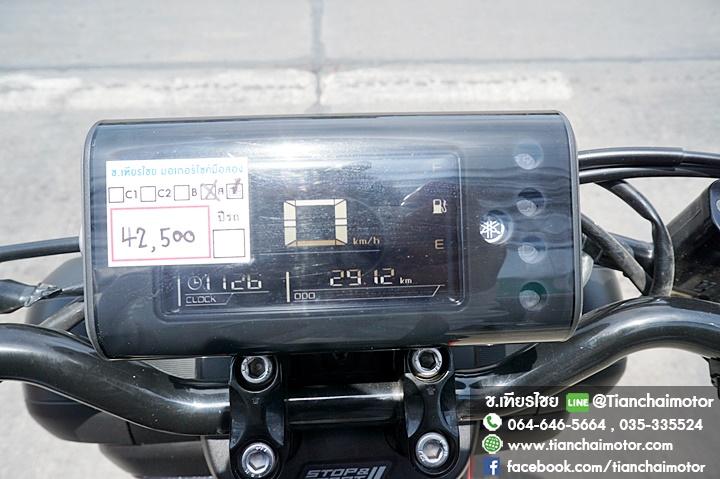 ช.เทียรไชย มอเตอร์ไซค์มือสอง
C1 C2 B A
ปีรถ
42,500
0
km/h
E
1126
CLOCK
ODO
2912 km
STOP&
ช.เทียรไชย LINE @Tianchaimotor
064-646-5664 , 035-335524
www.tianchaimotor.com
facebook.com/tianchaimotor